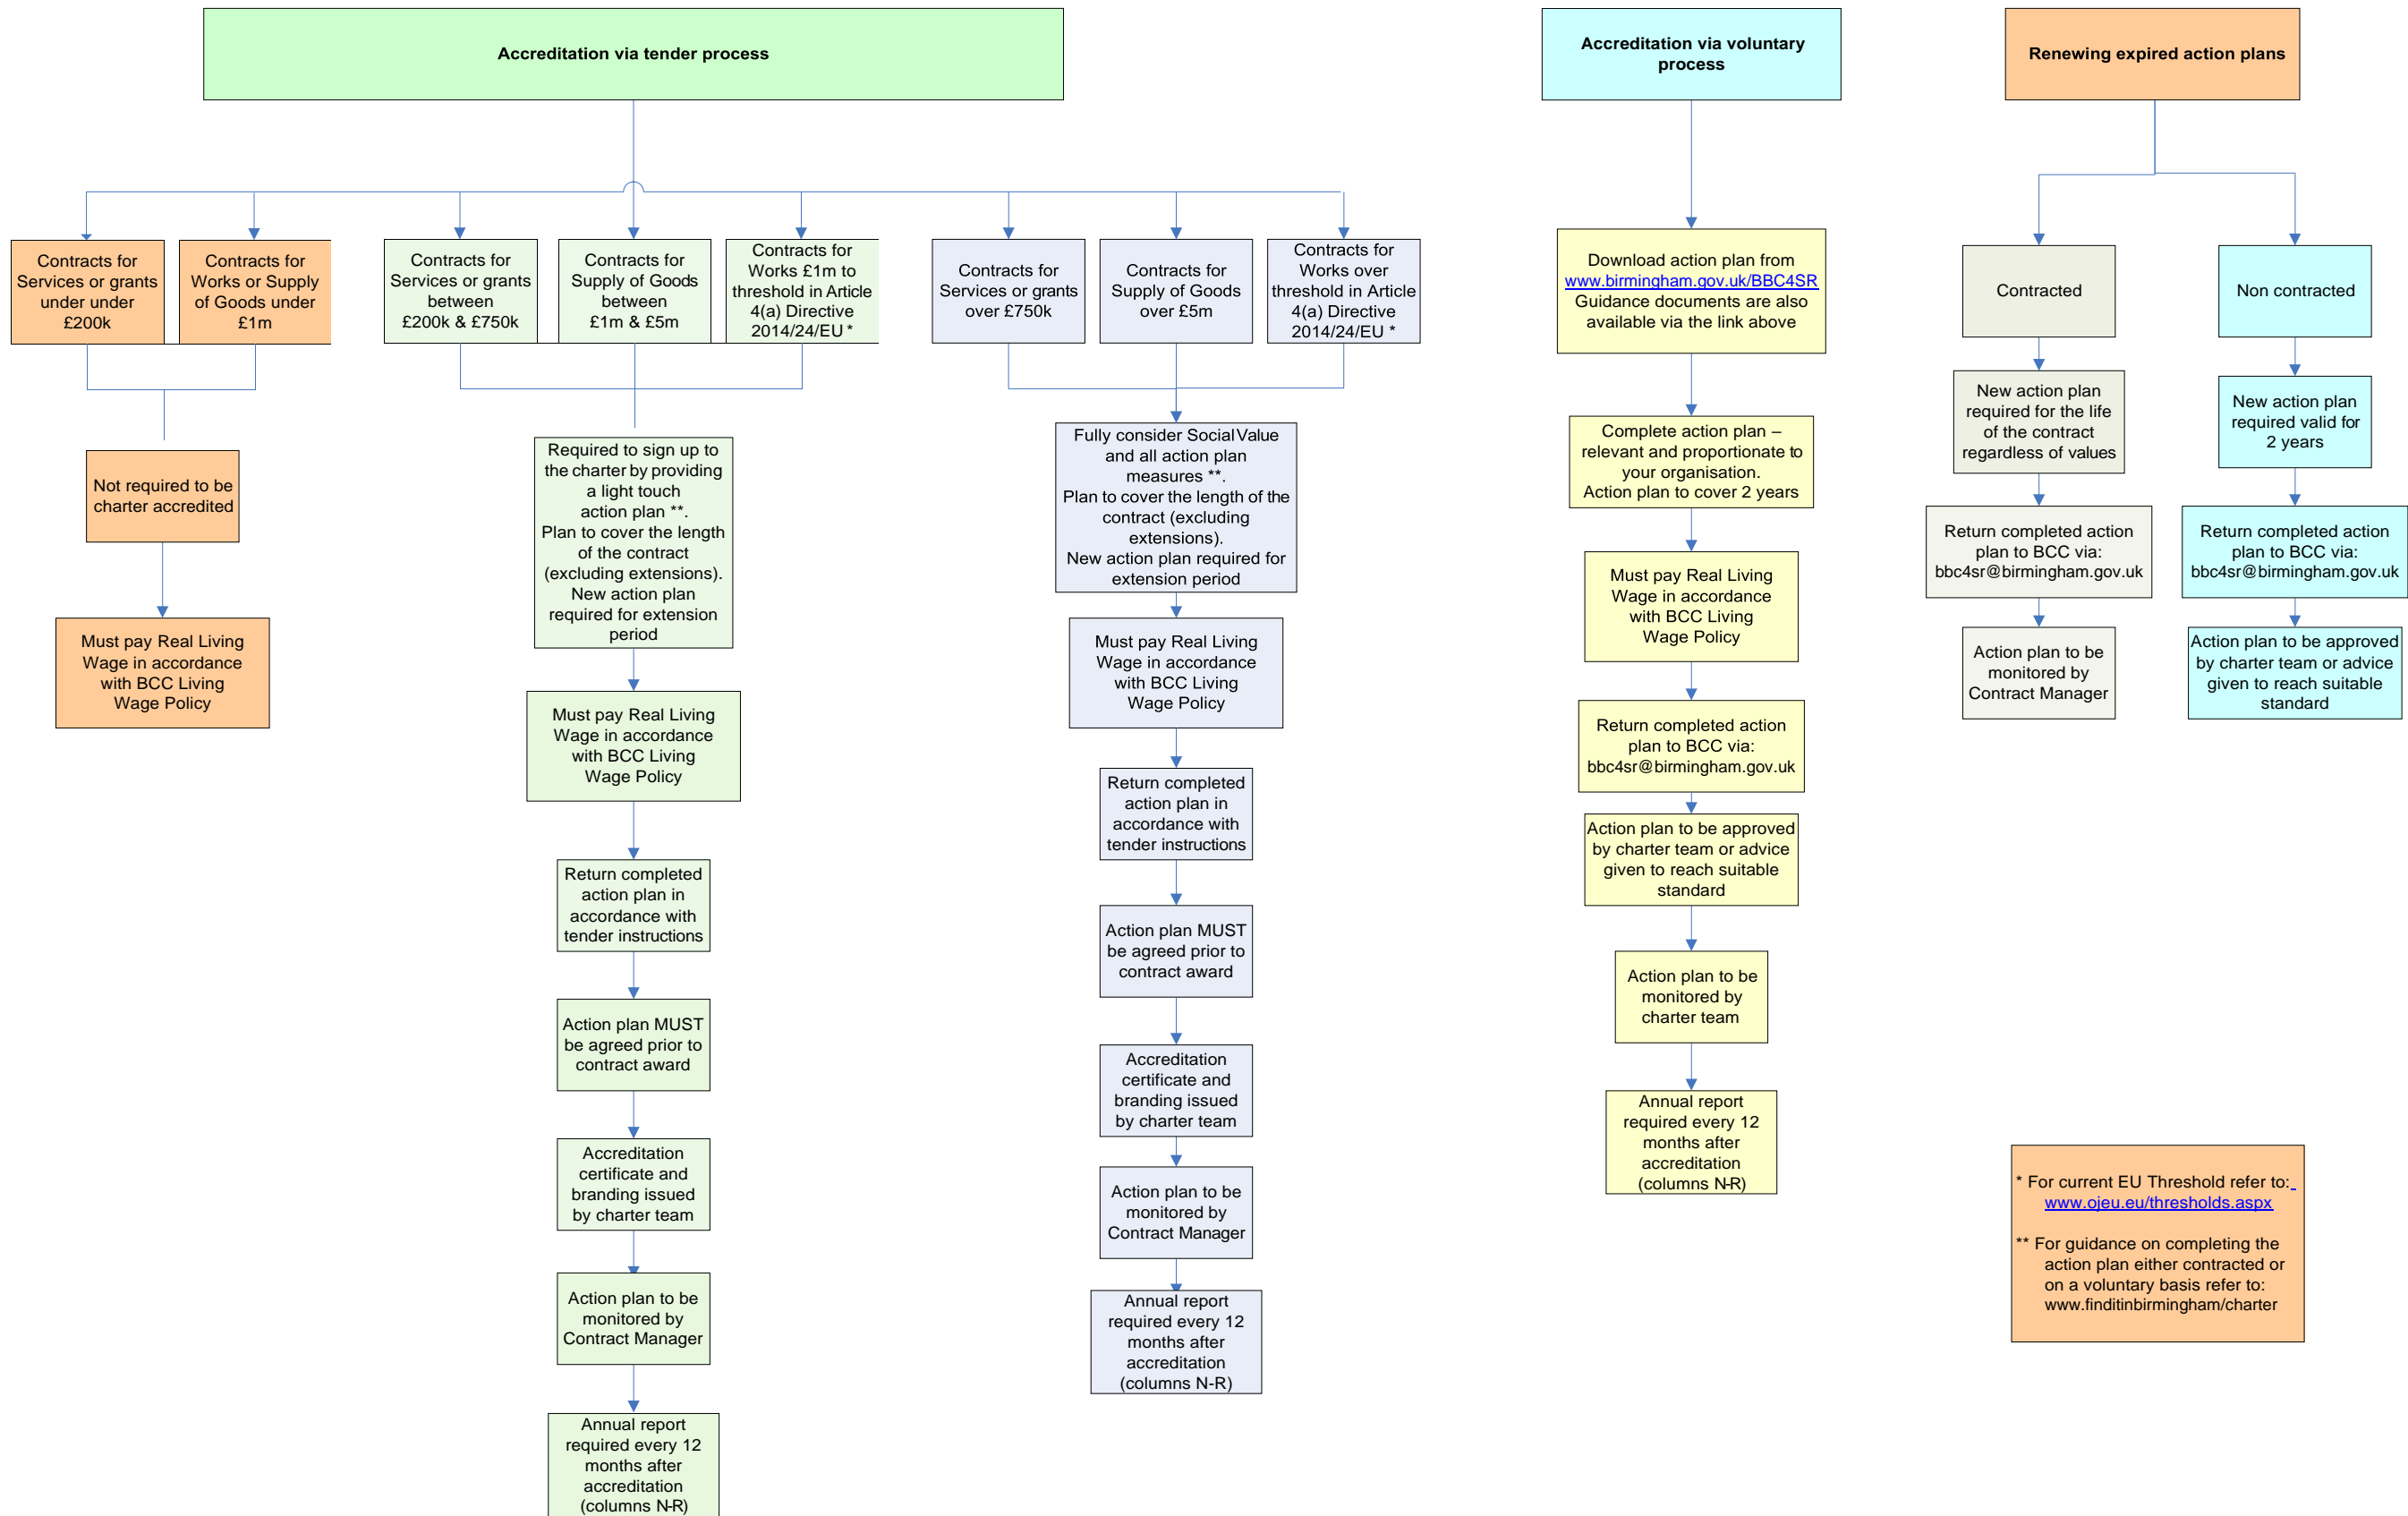 Accreditation via tender process
Accreditation via voluntary
process
Renewing expired action plans
Contracts for
Services or grants
under under
£200k
Contracts for
Works or Supply
of Goods under
£1m
Contracts for
Services or grants
between
£200k & £750k
Contracts for
Supply of Goods
between
£1m & £5m
Contracts for
Works £1m to
threshold in Article
4(a) Directive
2014/24/EU *
Contracts for
Services or grants
over £750k
Contracts for
Supply of Goods
over £5m
Contracts for
Works over
threshold in Article
4(a) Directive
2014/24/EU *
Not required to be
charter accredited
Must pay Real Living
Wage in accordance
with BCC Living
Wage Policy
Required to sign up to
the charter by providing
a light touch
action plan **.
Plan to cover the length
of the contract
(excluding extensions).
New action plan
required for extension
period
Must pay Real Living
Wage in accordance
with BCC Living
Wage Policy
Return completed
action plan in
accordance with
tender instructions
Action plan MUST
be agreed prior to
contract award
Accreditation
certificate and
branding issued
by charter team
Action plan to be
monitored by
Contract Manager
Annual report
required every 12
months after
accreditation
(columns N-R)
Fully consider Social Value
and all action plan
measures **.
Plan to cover the length of the
contract (excluding
extensions).
New action plan required for
extension period
Must pay Real Living
Wage in accordance
with BCC Living
Wage Policy
Return completed
action plan in
accordance with
tender instructions
Action plan MUST
be agreed prior to
contract award
Accreditation
certificate and
branding issued
by charter team
Action plan to be
monitored by
Contract Manager
Annual report
required every 12
months after
accreditation
(columns N-R)
Download action plan from
www.birmingham.gov.uk/BBC4SR
Guidance documents are also
available via the link above
Complete action plan –
relevant and proportionate to
your organisation.
Action plan to cover 2 years
Must pay Real Living
Wage in accordance
with BCC Living
Wage Policy
Return completed action
plan to BCC via:
bbc4sr@birmingham.gov.uk
Action plan to be approved
by charter team or advice
given to reach suitable
standard
Action plan to be
monitored by
charter team
Annual report
required every 12
months after
accreditation
(columns N-R)
Contracted
New action plan
required for the life
of the contract
regardless of values
Return completed action
plan to BCC via:
bbc4sr@birmingham.gov.uk
Action plan to be
monitored by
Contract Manager
Non contracted
New action plan
required valid for
2 years
Return completed action
plan to BCC via:
bbc4sr@birmingham.gov.uk
Action plan to be approved
by charter team or advice
given to reach suitable
standard
* For current EU Threshold refer to:
www.ojeu.eu/thresholds.aspx
** For guidance on completing the
action plan either contracted or
on a voluntary basis refer to:
www.finditinbirmingham/charter